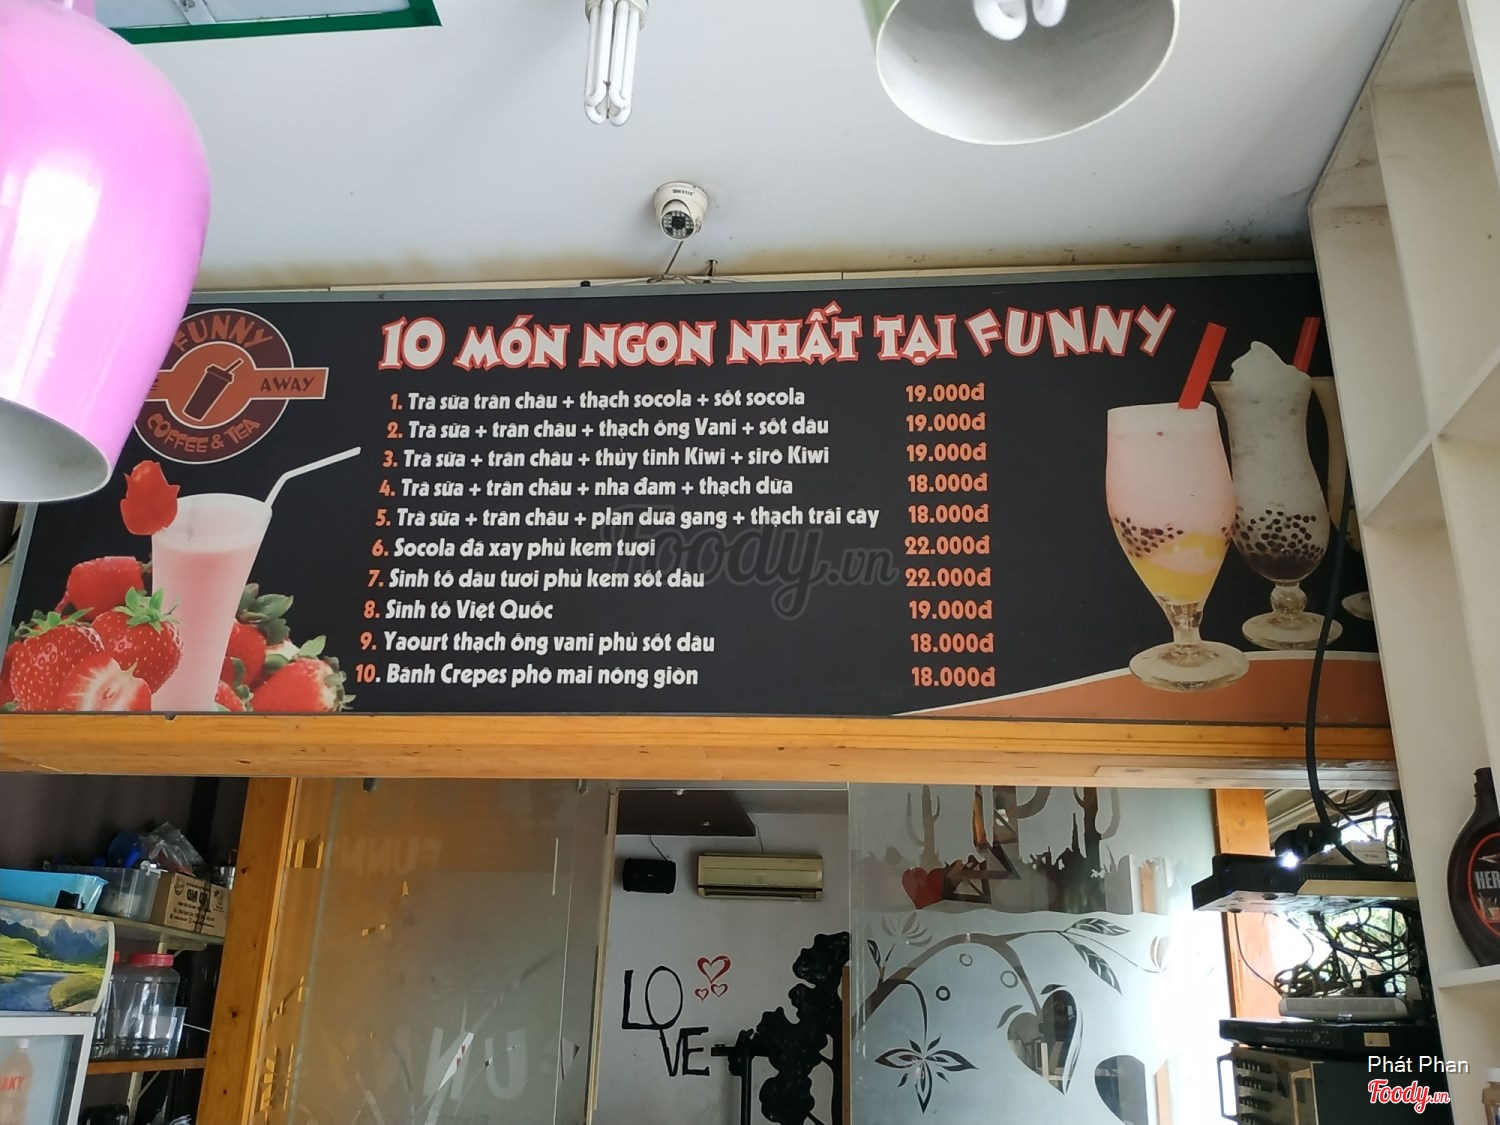 FUNNY
AWAY
COFFEE & TEA
10 MÓN NGON NHẤT TẠI FUNNY
1. Trà sữa trân châu + thạch socola + sốt socola 19.000đ
2. Trà sữa + trân châu + thạch ống Vani + sốt dâu 19.000đ
3. Trà sữa + trân châu + thủy tinh Kiwi + sirô Kiwi 19.000đ
4. Trà sữa + trân châu + nha đam + thạch dừa 18.000đ
5. Trà sữa + trân châu + plan dưa gang + thạch trái cây 18.000đ
6. Socola đá xay phủ kem tươi 22.000đ
7. Sinh tố dâu tươi phủ kem sốt dâu 22.000đ
8. Sinh tố Việt Quốc 19.000đ
9. Yaourt thạch ống vani phủ sốt dâu 18.000đ
10. Bánh Crepes phô mai nóng giòn 18.000đ
Foody.vn
LOVE
HER
Phát Phan
Foody.vn